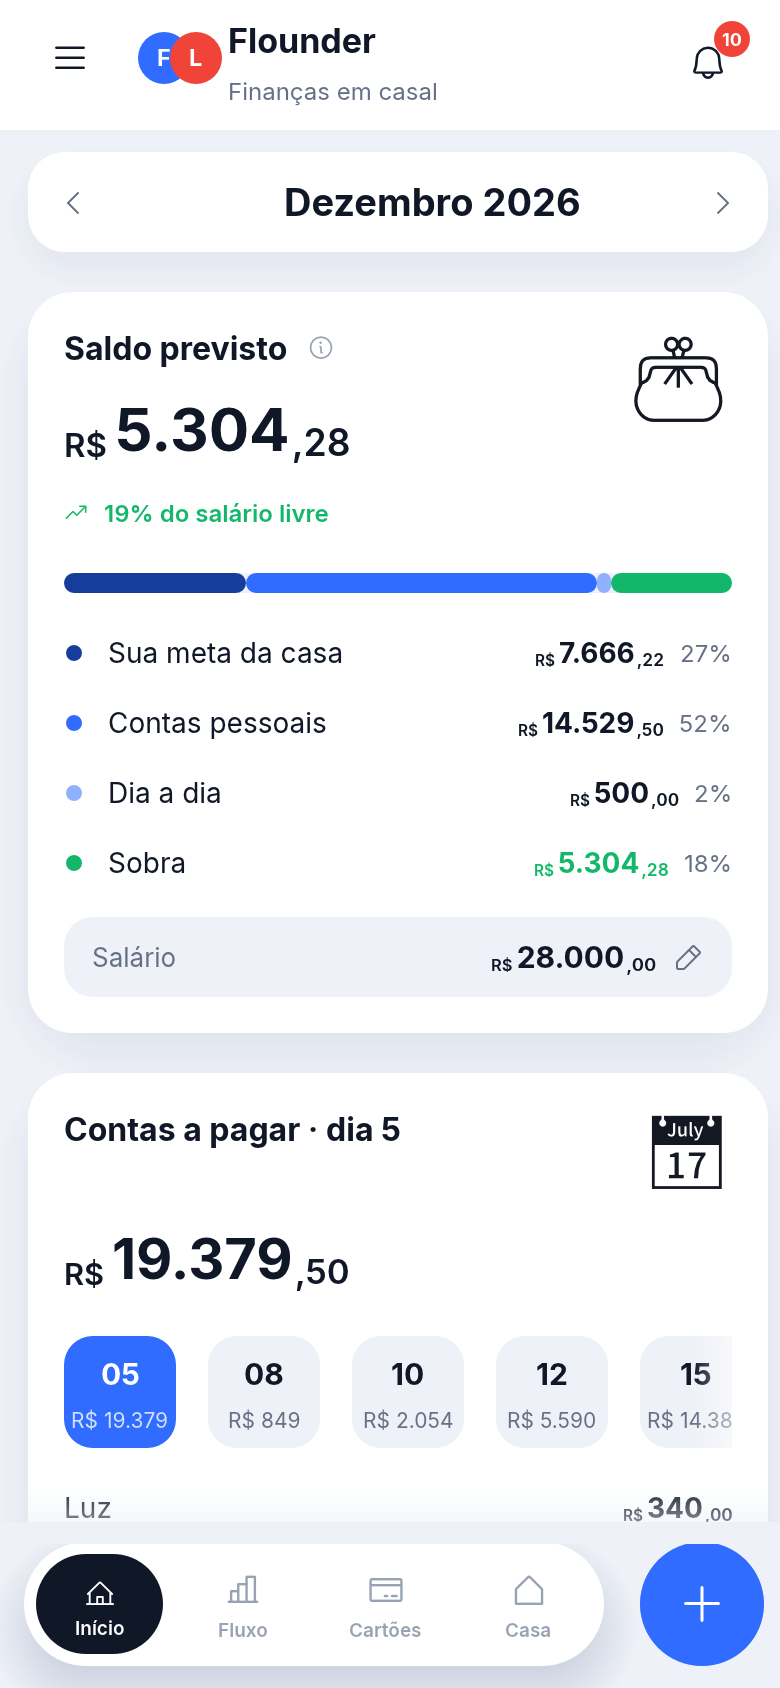 F L Flounder
Finanças em casal
10
Dezembro 2026
Saldo previsto
R$ 5.304,28
19% do salário livre
Sua meta da casa R$ 7.666,22 27%
Contas pessoais R$ 14.529,50 52%
Dia a dia R$ 500,00 2%
Sobra R$ 5.304,28 18%
Salário R$ 28.000,00
Contas a pagar · dia 5
July
17
R$ 19.379,50
05 08 10 12 15
R$ 19.379 R$ 849 R$ 2.054 R$ 5.590 R$ 14.38
Luz R$ 340,00
Início Fluxo Cartões Casa